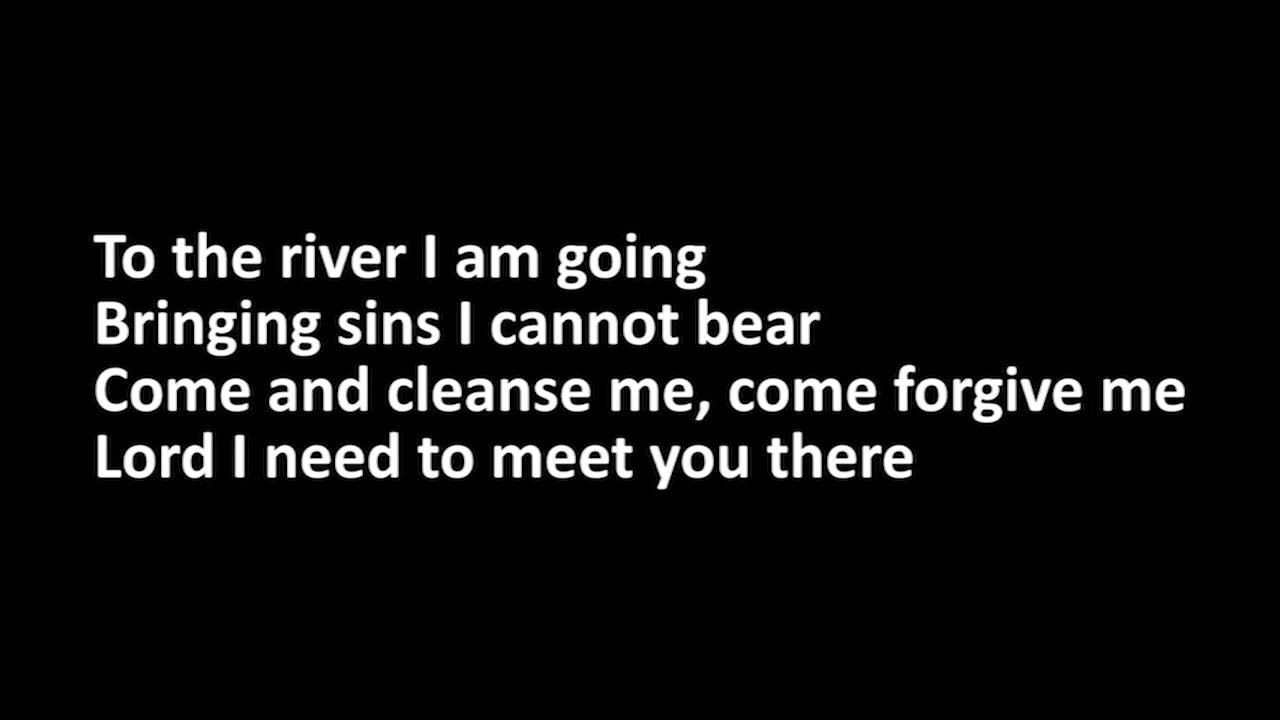 To the river I am going
Bringing sins I cannot bear
Come and cleanse me, come forgive me
Lord I need to meet you there